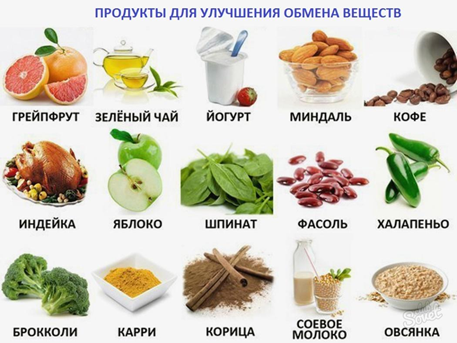 ПРОДУКТЫ ДЛЯ УЛУЧШЕНИЯ ОБМЕНА ВЕЩЕСТВ
ГРЕЙПФРУТ ЗЕЛЁНЫЙ ЧАЙ ЙОГУРТ МИНДАЛЬ КОФЕ
ИНДЕЙКА ЯБЛОКО ШПИНАТ ФАСОЛЬ ХАЛАПЕНЬО
БРОККОЛИ КАРРИ КОРИЦА СОЕВОЕ МОЛОКО ОВСЯНКА